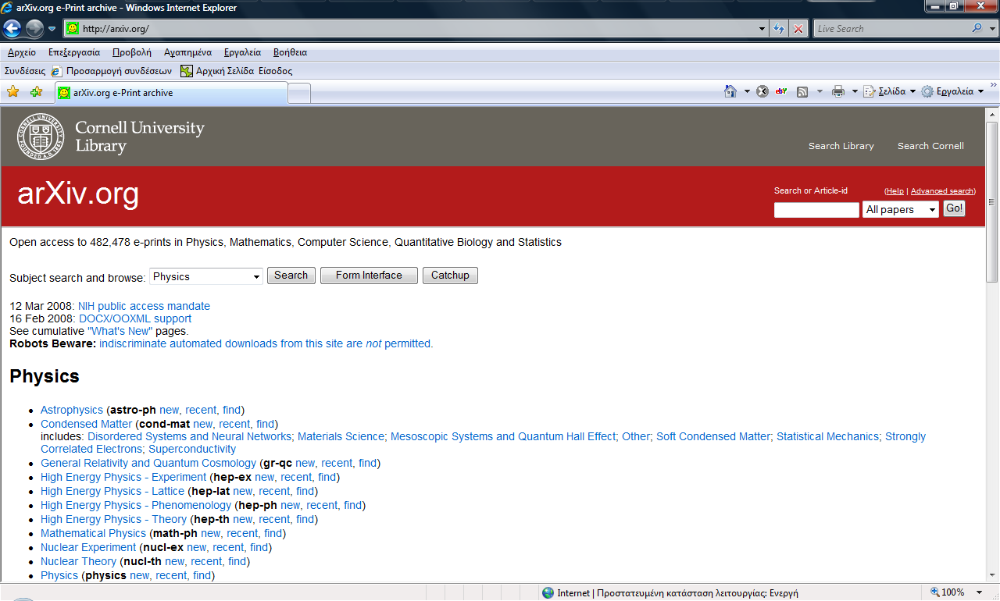 arXiv.org e-Print archive - Windows Internet Explorer
http://arxiv.org/
Live Search
Αρχείο Επεξεργασία Προβολή Αγαπημένα Εργαλεία Βοήθεια
Συνδέσεις Προσαρμογή συνδέσεων Αρχική Σελίδα Είσοδος
arXiv.org e-Print archive ebY Σελίδα Εργαλεία
Cornell University
Library
Search Library Search Cornell
arXiv.org
Search or Article-id (Help | Advanced search)
All papers Go!
Open access to 482,478 e-prints in Physics, Mathematics, Computer Science, Quantitative Biology and Statistics
Subject search and browse: Physics Search Form Interface Catchup
12 Mar 2008: NIH public access mandate
16 Feb 2008: DOCX/OOXML support
See cumulative "What's New" pages.
Robots Beware: indiscriminate automated downloads from this site are not permitted.
Physics
• Astrophysics (astro-ph new, recent, find)
• Condensed Matter (cond-mat new, recent, find)
includes: Disordered Systems and Neural Networks; Materials Science; Mesoscopic Systems and Quantum Hall Effect; Other; Soft Condensed Matter; Statistical Mechanics; Strongly
Correlated Electrons; Superconductivity
• General Relativity and Quantum Cosmology (gr-qc new, recent, find)
• High Energy Physics - Experiment (hep-ex new, recent, find)
• High Energy Physics - Lattice (hep-lat new, recent, find)
• High Energy Physics - Phenomenology (hep-ph new, recent, find)
• High Energy Physics - Theory (hep-th new, recent, find)
• Mathematical Physics (math-ph new, recent, find)
• Nuclear Experiment (nucl-ex new, recent, find)
• Nuclear Theory (nucl-th new, recent, find)
• Physics (physics new, recent, find)
Internet | Προστατευμένη κατάσταση λειτουργίας: Ενεργή 100%